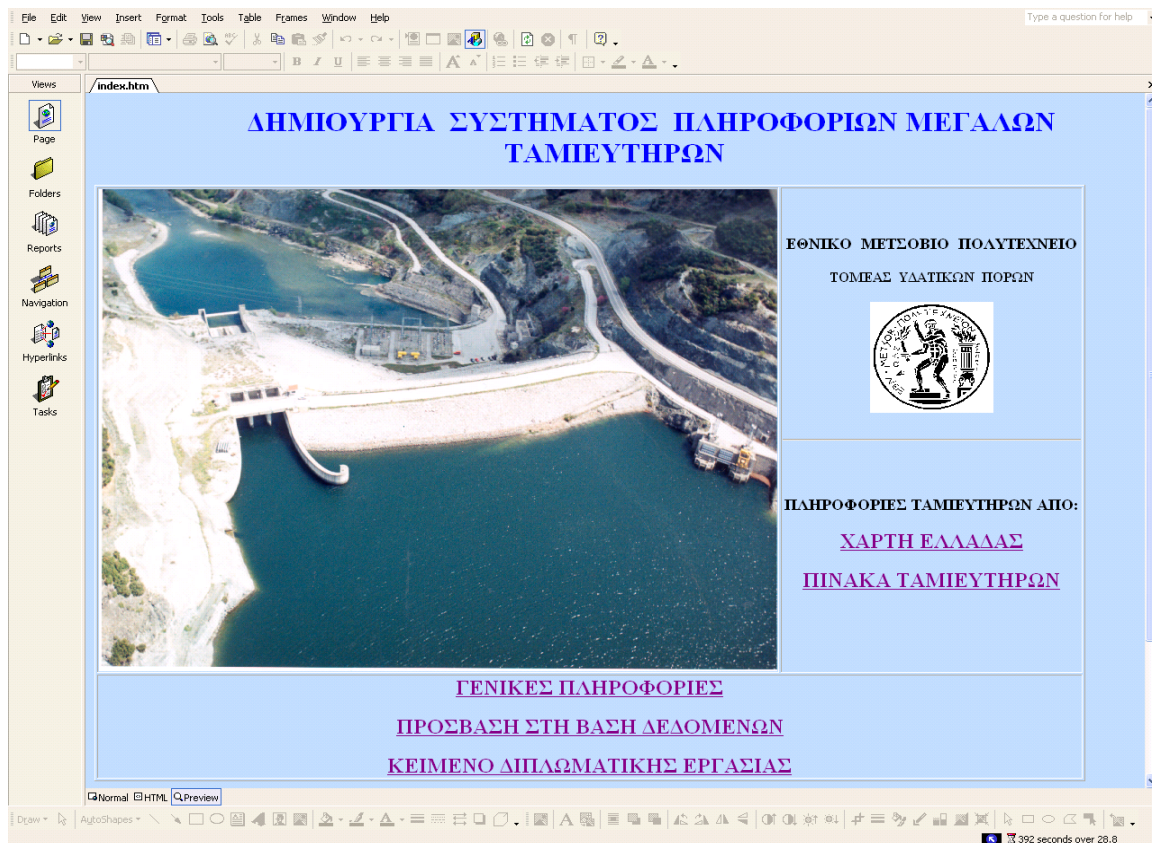 File Edit View Insert Format Tools Table Frames Window Help
Type a question for help
Views
index.htm
Page
Folders
Reports
Navigation
Hyperlinks
Tasks
ΔΗΜΙΟΥΡΓΙΑ ΣΥΣΤΗΜΑΤΟΣ ΠΛΗΡΟΦΟΡΙΩΝ ΜΕΓΑΛΩΝ
ΤΑΜΙΕΥΤΗΡΩΝ
ΕΘΝΙΚΟ ΜΕΤΣΟΒΙΟ ΠΟΛΥΤΕΧΝΕΙΟ
ΤΟΜΕΑΣ ΥΔΑΤΙΚΩΝ ΠΟΡΩΝ
ΠΛΗΡΟΦΟΡΙΕΣ ΤΑΜΙΕΥΤΗΡΩΝ ΑΠΟ:
ΧΑΡΤΗ ΕΛΛΑΔΑΣ
ΠΙΝΑΚΑ ΤΑΜΙΕΥΤΗΡΩΝ
ΓΕΝΙΚΕΣ ΠΛΗΡΟΦΟΡΙΕΣ
ΠΡΟΣΒΑΣΗ ΣΤΗ ΒΑΣΗ ΔΕΔΟΜΕΝΩΝ
ΚΕΙΜΕΝΟ ΔΙΠΛΩΜΑΤΙΚΗΣ ΕΡΓΑΣΙΑΣ
Normal HTML Preview
Draw AutoShapes
392 seconds over 28.8